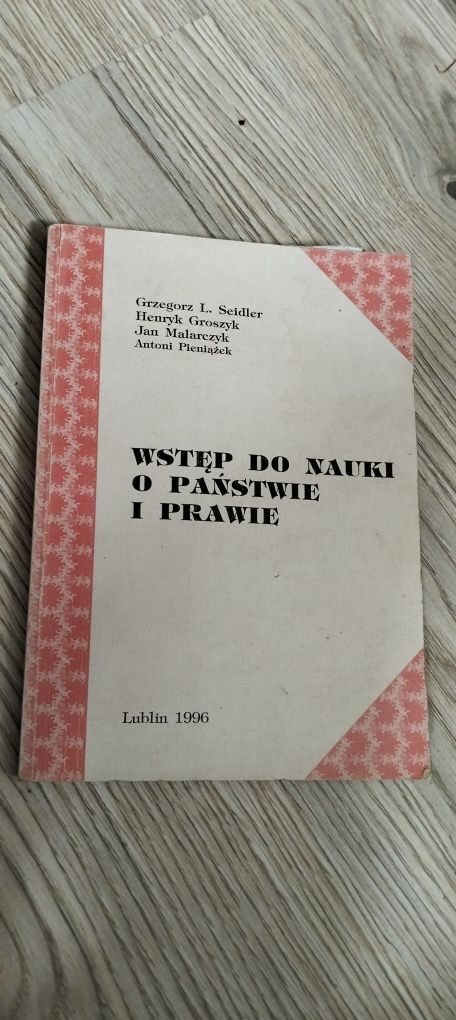 Grzegorz L. Seidler
Henryk Groszyk
Jan Malarczyk
Antoni Pieniążek
WSTĘP DO NAUKI
O PAŃSTWIE
I PRAWIE
Lublin 1996